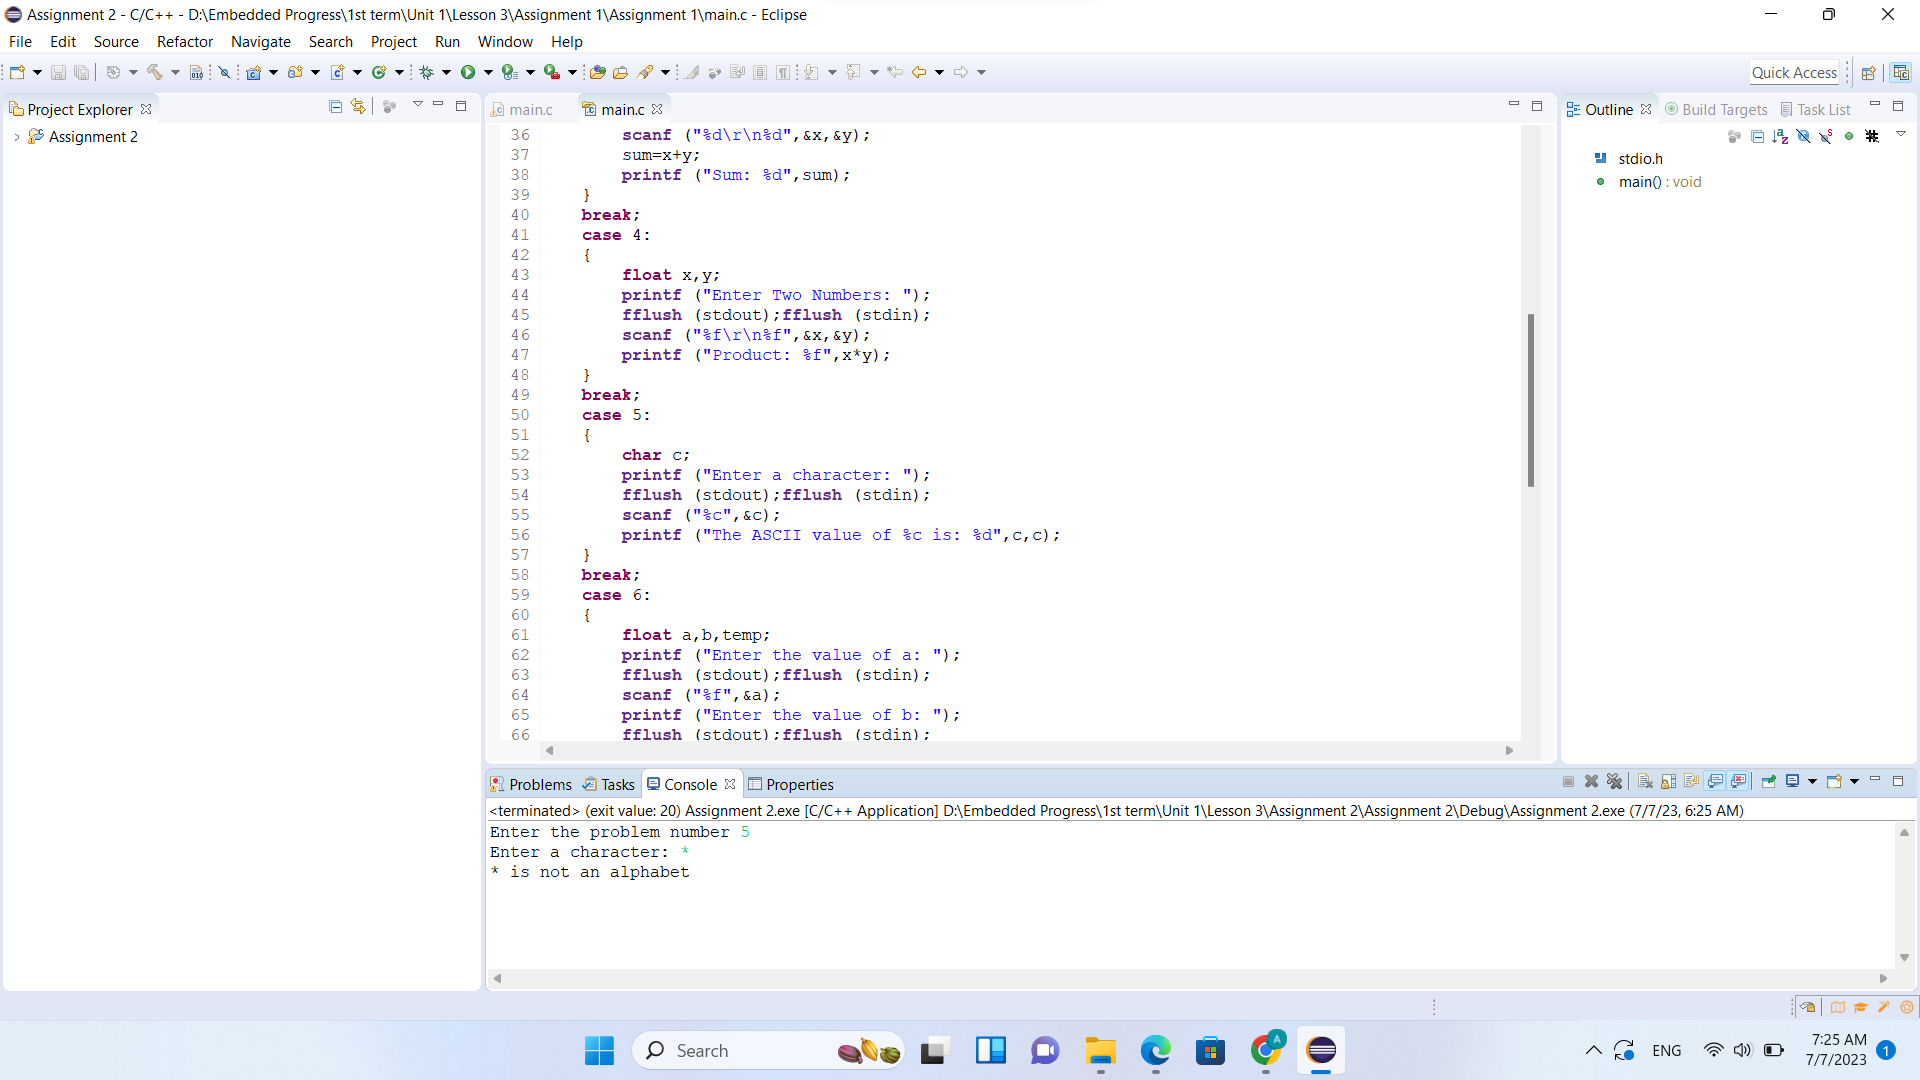 Assignment 2 - C/C++ - D:\Embedded Progress\1st term\Unit 1\Lesson 3\Assignment 1\Assignment 1\main.c - Eclipse
File Edit Source Refactor Navigate Search Project Run Window Help
Quick Access
Project Explorer
Assignment 2
main.c main.c
36 scanf ("%d\r\n%d",&x,&y);
37 sum=x+y;
38 printf ("Sum: %d",sum);
39 }
40 break;
41 case 4:
42 {
43 float x,y;
44 printf ("Enter Two Numbers: ");
45 fflush (stdout);fflush (stdin);
46 scanf ("%f\r\n%f",&x,&y);
47 printf ("Product: %f",x*y);
48 }
49 break;
50 case 5:
51 {
52 char c;
53 printf ("Enter a character: ");
54 fflush (stdout);fflush (stdin);
55 scanf ("%c",&c);
56 printf ("The ASCII value of %c is: %d",c,c);
57 }
58 break;
59 case 6:
60 {
61 float a,b,temp;
62 printf ("Enter the value of a: ");
63 fflush (stdout);fflush (stdin);
64 scanf ("%f",&a);
65 printf ("Enter the value of b: ");
66 fflush (stdout);fflush (stdin);
Outline Build Targets Task List
stdio.h
main() : void
Problems Tasks Console Properties
<terminated> (exit value: 20) Assignment 2.exe [C/C++ Application] D:\Embedded Progress\1st term\Unit 1\Lesson 3\Assignment 2\Assignment 2\Debug\Assignment 2.exe (7/7/23, 6:25 AM)
Enter the problem number 5
Enter a character: *
* is not an alphabet
Search
ENG
7:25 AM
7/7/2023
1